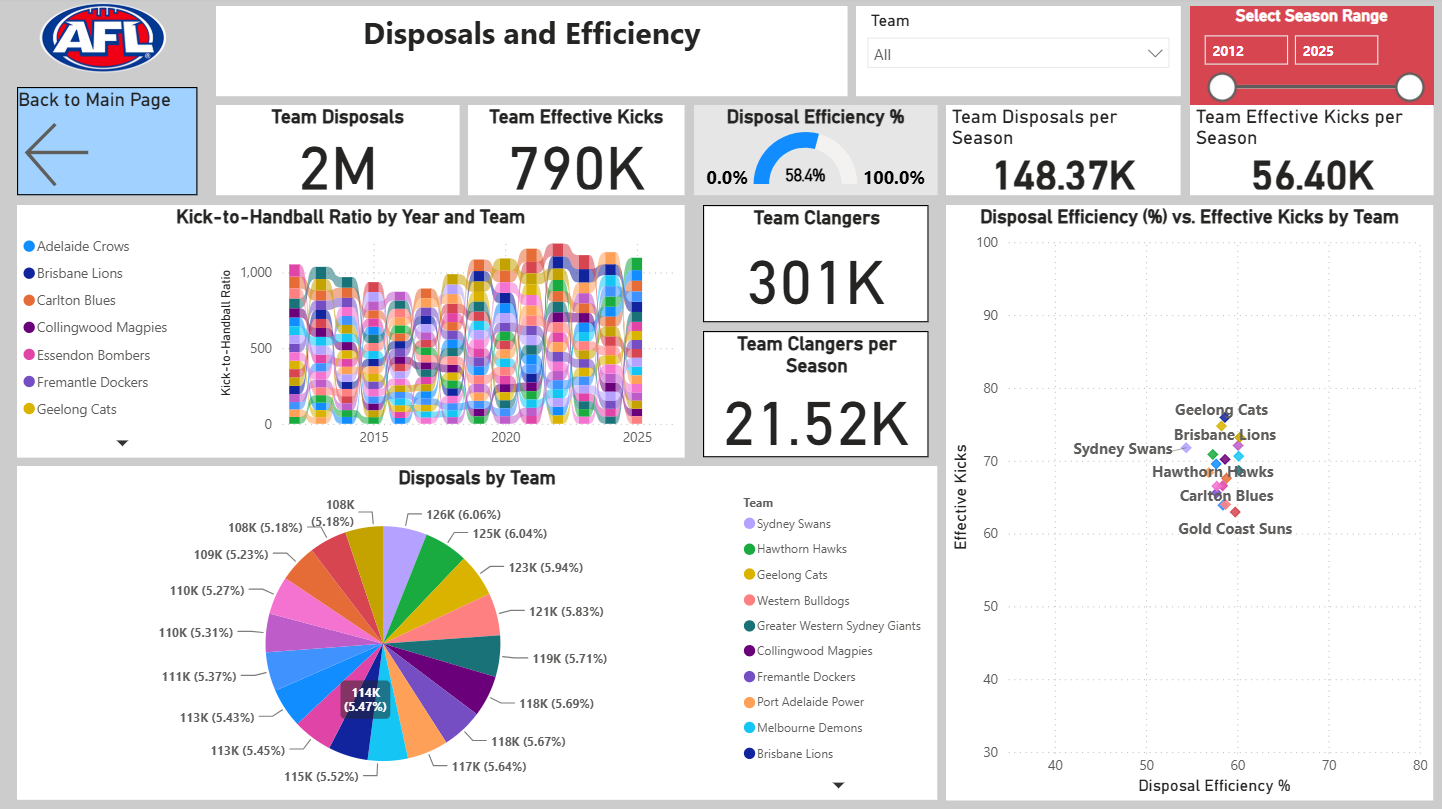 AFL
Disposals and Efficiency
Team
All
Select Season Range
2012
2025
Back to Main Page
Team Disposals
2M
Team Effective Kicks
790K
Disposal Efficiency %
0.0%
58.4%
100.0%
Team Disposals per
Season
148.37K
Team Effective Kicks per
Season
56.40K
Kick-to-Handball Ratio by Year and Team
Adelaide Crows
Brisbane Lions
Carlton Blues
Collingwood Magpies
Essendon Bombers
Fremantle Dockers
Geelong Cats
Kick-to-Handball Ratio
1,000
500
0
2015
2020
2025
Team Clangers
301K
Team Clangers per
Season
21.52K
Disposal Efficiency (%) vs. Effective Kicks by Team
Effective Kicks
100
90
80
70
60
50
40
30
Geelong Cats
Brisbane Lions
Sydney Swans
Hawthorn Hawks
Carlton Blues
Gold Coast Suns
40
50
60
70
80
Disposal Efficiency %
Disposals by Team
126K (6.06%)
125K (6.04%)
123K (5.94%)
121K (5.83%)
119K (5.71%)
118K (5.69%)
118K (5.67%)
117K (5.64%)
115K (5.52%)
114K
(5.47%)
113K (5.45%)
113K (5.43%)
111K (5.37%)
110K (5.31%)
110K (5.27%)
109K (5.23%)
108K (5.18%)
108K
(5.18%)
Team
Sydney Swans
Hawthorn Hawks
Geelong Cats
Western Bulldogs
Greater Western Sydney Giants
Collingwood Magpies
Fremantle Dockers
Port Adelaide Power
Melbourne Demons
Brisbane Lions